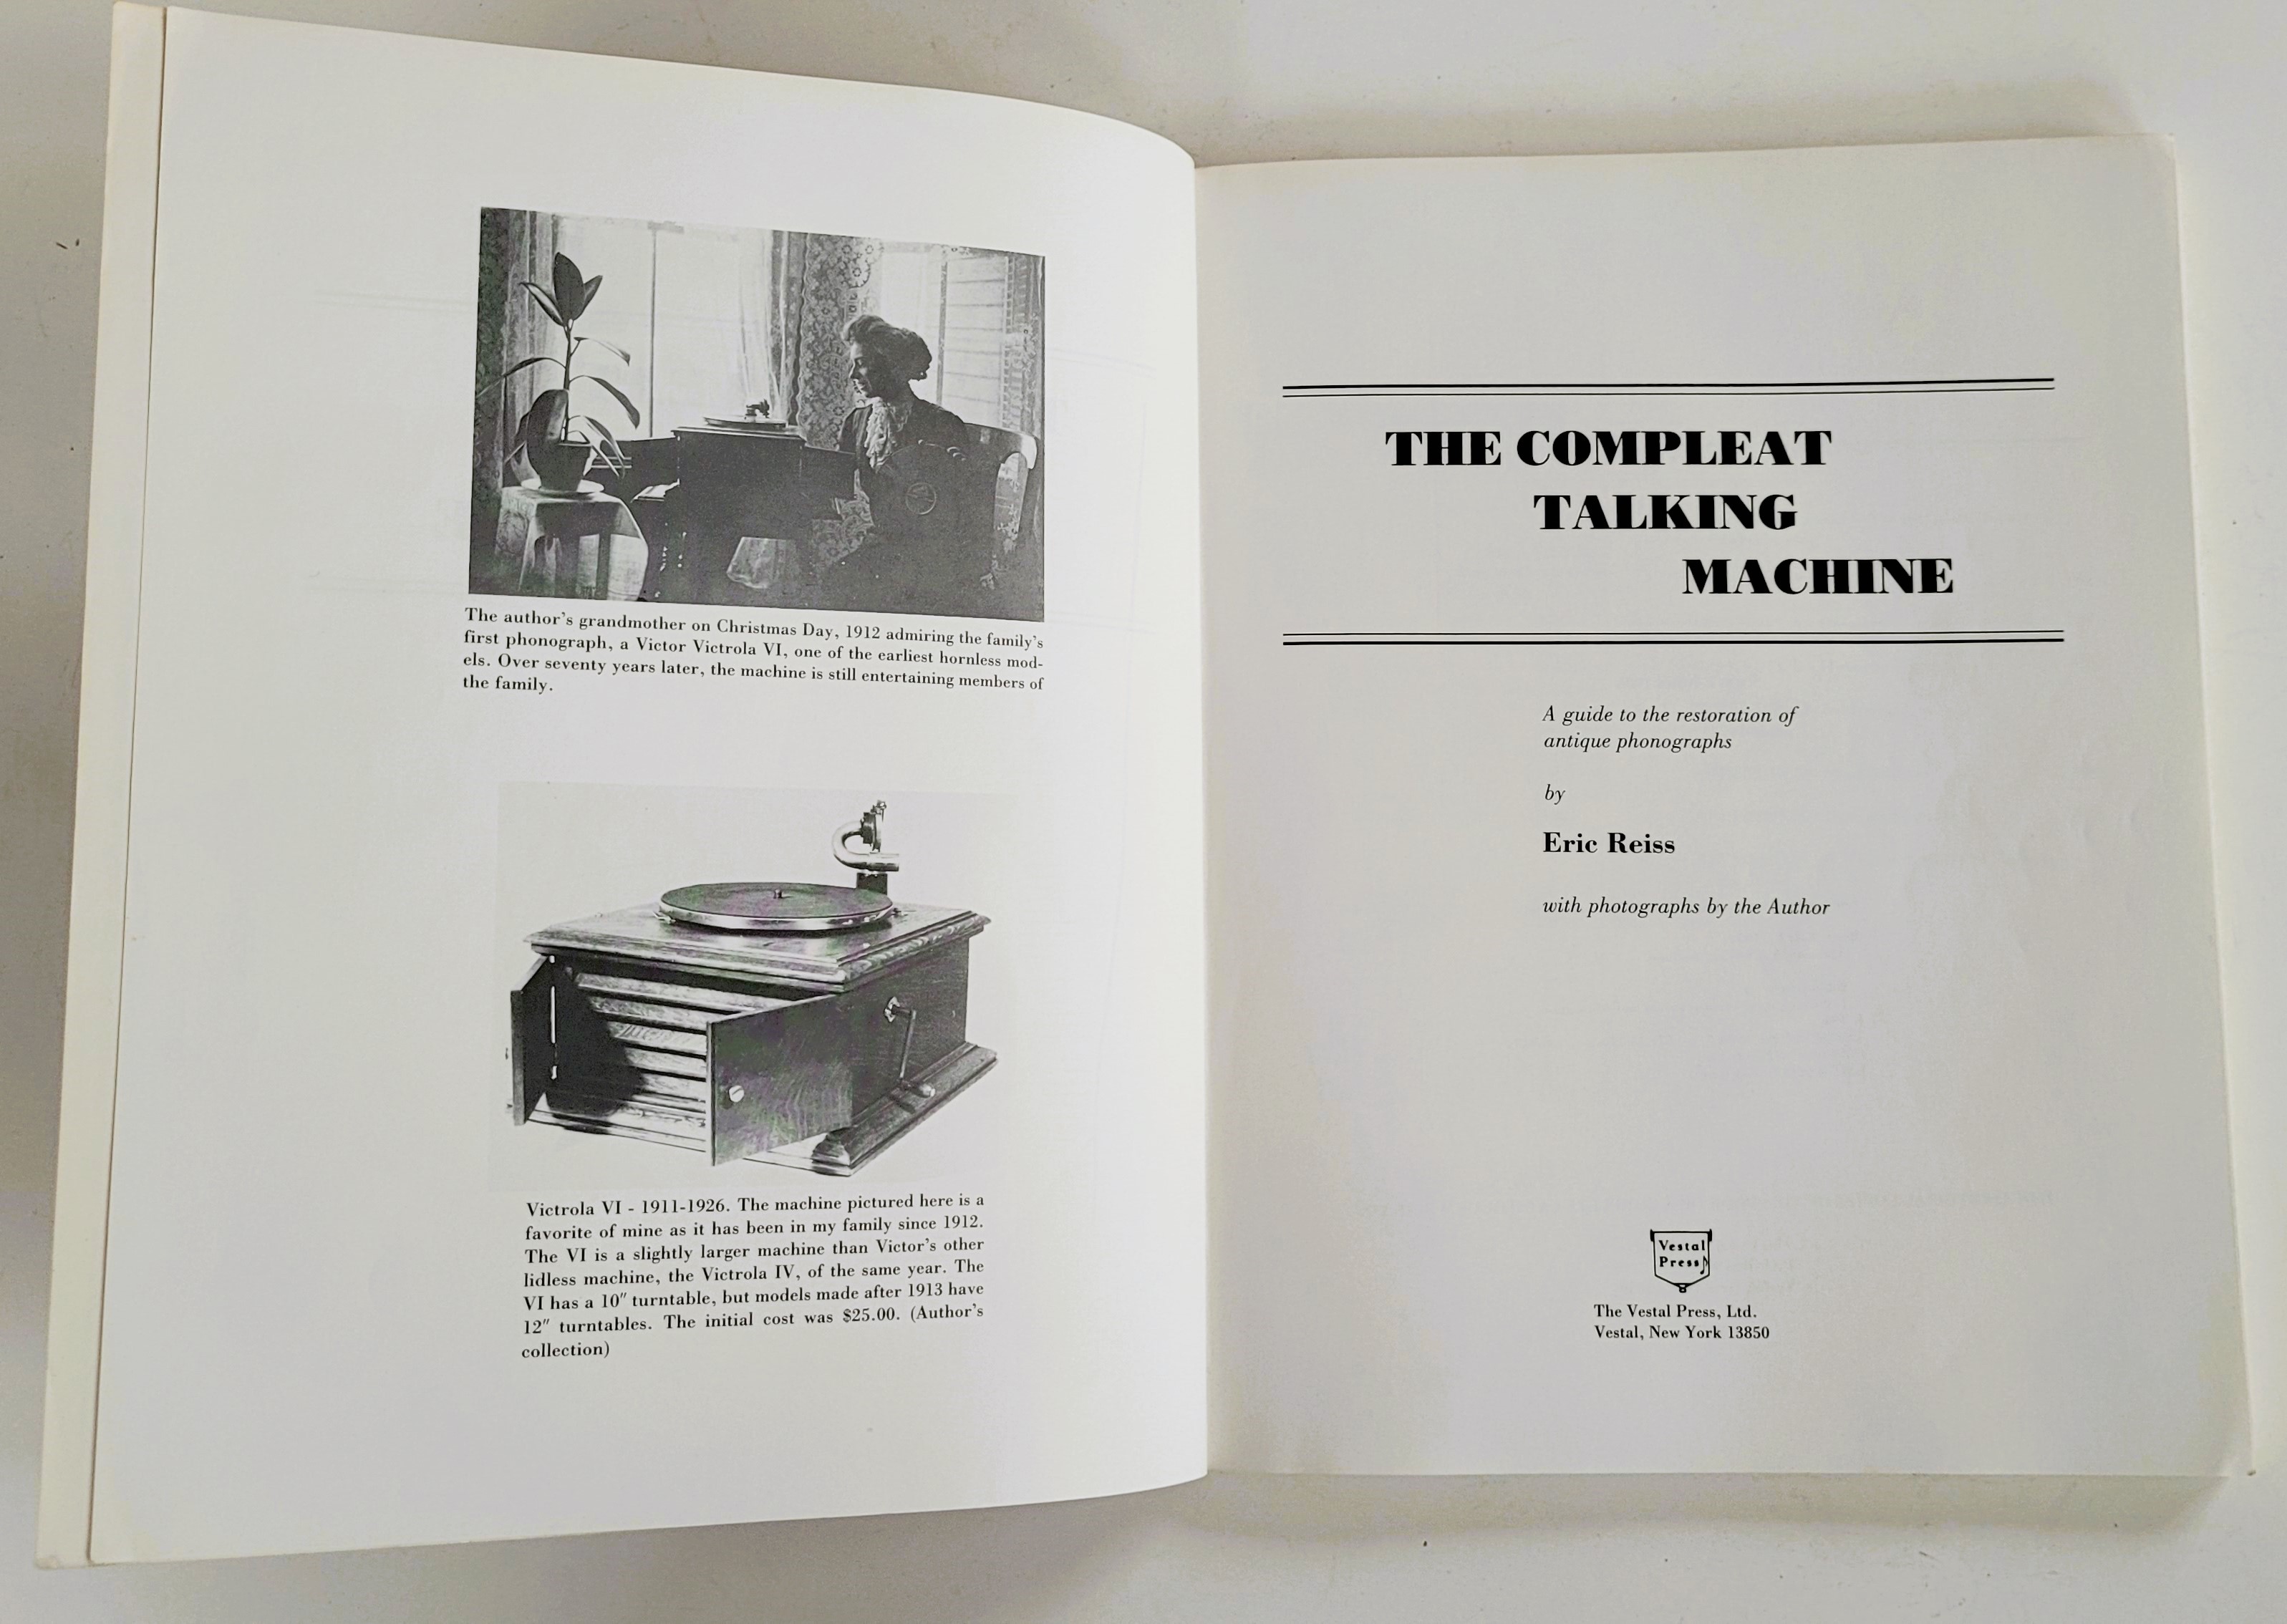 The author's grandmother on Christmas Day, 1912 admiring the family's
first phonograph, a Victor Victrola VI, one of the earliest hornless mod-
els. Over seventy years later, the machine is still entertaining members of
the family.
Victrola VI - 1911-1926. The machine pictured here is a
favorite of mine as it has been in my family since 1912.
The VI is a slightly larger machine than Victor's other
lidless machine, the Victrola IV, of the same year. The
VI has a 10″ turntable, but models made after 1913 have
12″ turntables. The initial cost was $25.00. (Author's
collection)
THE COMPLEAT
TALKING
MACHINE
A guide to the restoration of
antique phonographs
by
Eric Reiss
with photographs by the Author
Vestal
Press
The Vestal Press, Ltd.
Vestal, New York 13850